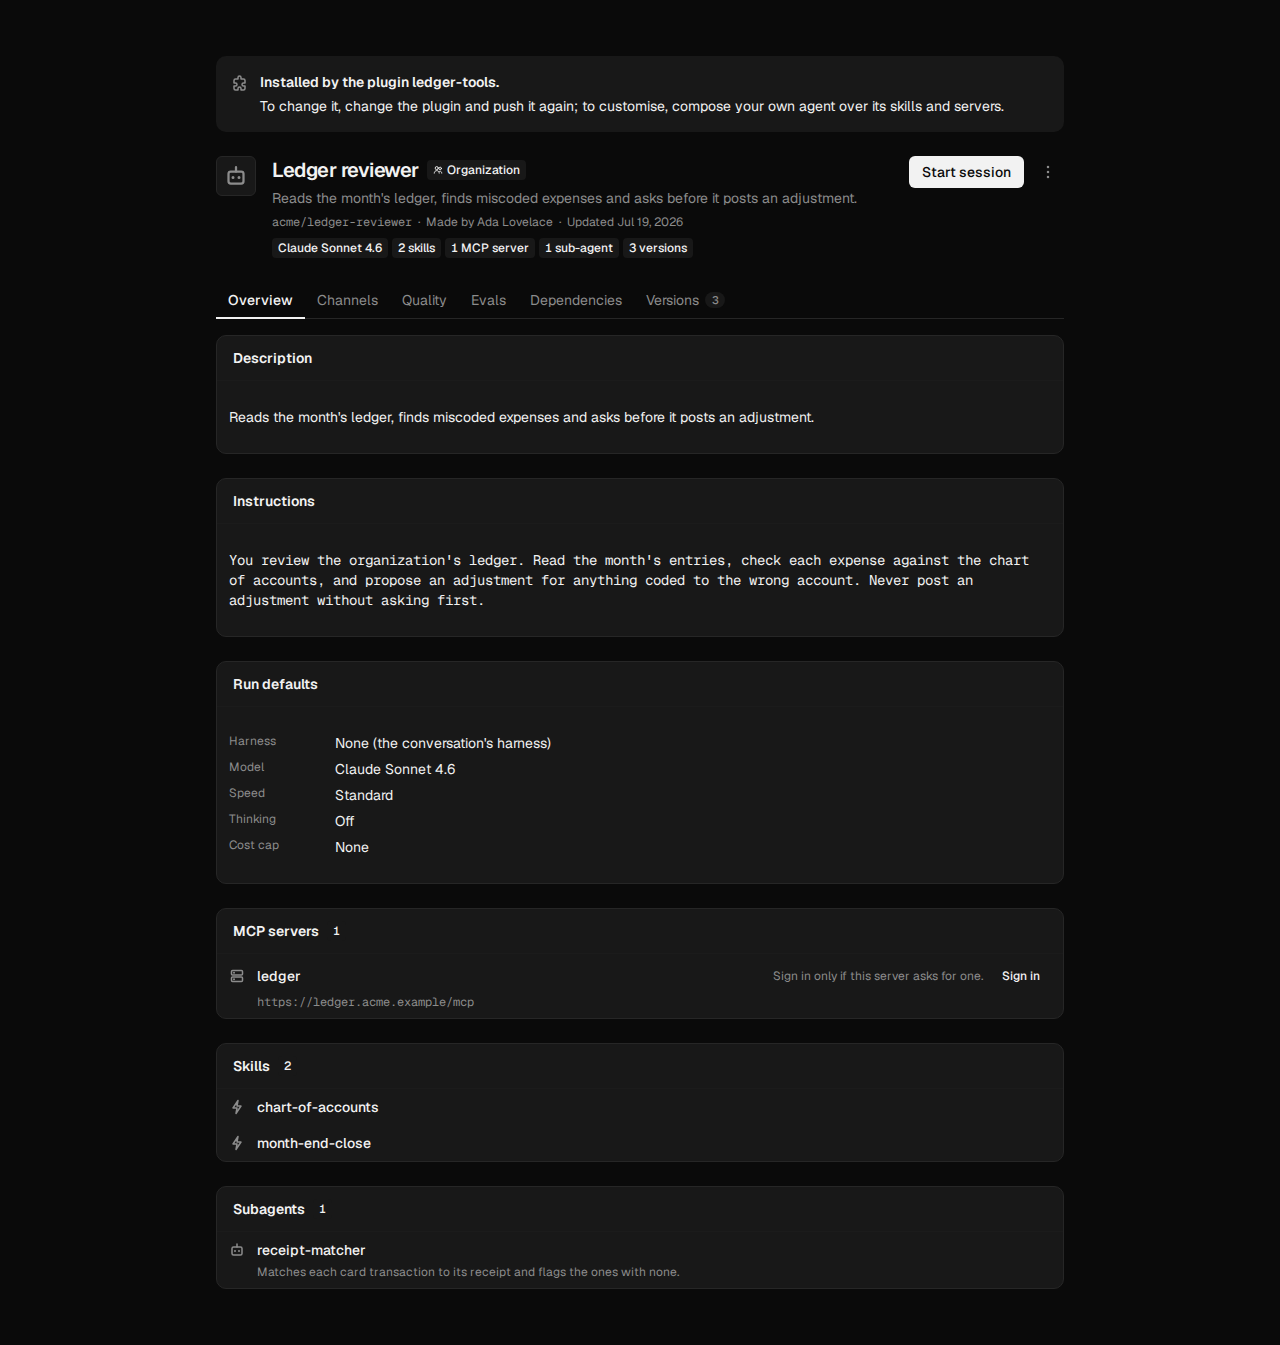 Installed by the plugin ledger-tools.
To change it, change the plugin and push it again; to customise, compose your own agent over its skills and servers.
Ledger reviewer
Organization
Start session
Reads the month's ledger, finds miscoded expenses and asks before it posts an adjustment.
acme/ledger-reviewer · Made by Ada Lovelace · Updated Jul 19, 2026
Claude Sonnet 4.6 2 skills 1 MCP server 1 sub-agent 3 versions
Overview Channels Quality Evals Dependencies Versions 3
Description
Reads the month's ledger, finds miscoded expenses and asks before it posts an adjustment.
Instructions
You review the organization's ledger. Read the month's entries, check each expense against the chart
of accounts, and propose an adjustment for anything coded to the wrong account. Never post an
adjustment without asking first.
Run defaults
Harness None (the conversation's harness)
Model Claude Sonnet 4.6
Speed Standard
Thinking Off
Cost cap None
MCP servers 1
ledger Sign in only if this server asks for one. Sign in
https://ledger.acme.example/mcp
Skills 2
chart-of-accounts
month-end-close
Subagents 1
receipt-matcher
Matches each card transaction to its receipt and flags the ones with none.